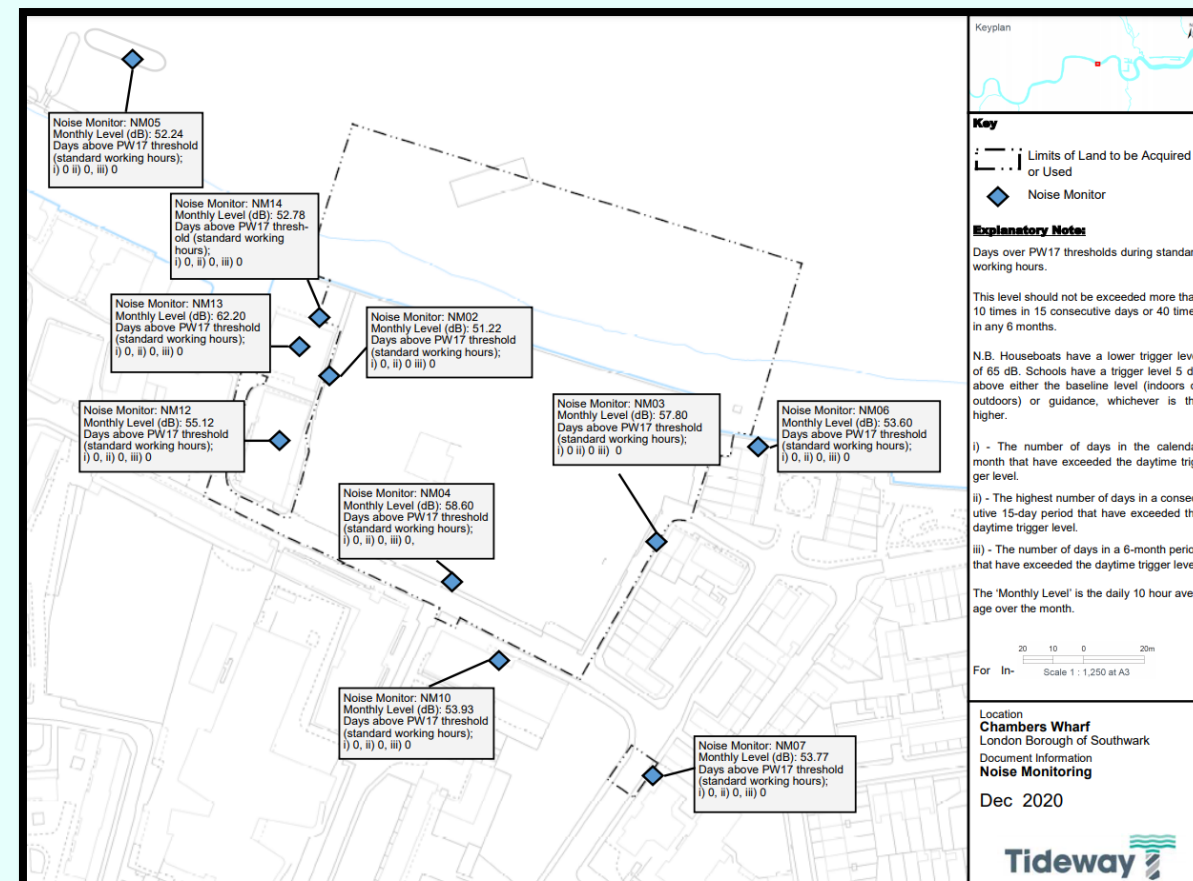 Noise Monitor: NM05
Monthly Level (dB): 52.24
Days above PW17 threshold
(standard working hours);
i) 0 ii) 0, iii) 0
Noise Monitor: NM14
Monthly Level (dB): 52.78
Days above PW17 thresh-
old (standard working
hours);
i) 0, ii) 0, iii) 0
Noise Monitor: NM13
Monthly Level (dB): 62.20
Days above PW17 threshold
(standard working hours);
i) 0, ii) 0, iii) 0
Noise Monitor: NM02
Monthly Level (dB): 51.22
Days above PW17 threshold
(standard working hours);
i) 0, ii) 0 iii) 0
Noise Monitor: NM12
Monthly Level (dB): 55.12
Days above PW17 threshold
(standard working hours);
i) 0, ii) 0, iii) 0
Noise Monitor: NM03
Monthly Level (dB): 57.80
Days above PW17 threshold
(standard working hours);
i) 0 ii) 0 iii) 0
Noise Monitor: NM06
Monthly Level (dB): 53.60
Days above PW17 threshold
(standard working hours);
i) 0, ii) 0, iii) 0
Noise Monitor: NM04
Monthly Level (dB): 58.60
Days above PW17 threshold
(standard working hours);
i) 0, ii) 0, iii) 0,
Noise Monitor: NM10
Monthly Level (dB): 53.93
Days above PW17 threshold
(standard working hours);
i) 0, ii) 0, iii) 0
Noise Monitor: NM07
Monthly Level (dB): 53.77
Days above PW17 threshold
(standard working hours);
i) 0, ii) 0, iii) 0
Keyplan
Key
Limits of Land to be Acquired
or Used
Noise Monitor
Explanatory Note:
Days over PW17 thresholds during standar
working hours.
This level should not be exceeded more tha
10 times in 15 consecutive days or 40 time
in any 6 months.
N.B. Houseboats have a lower trigger leve
of 65 dB. Schools have a trigger level 5 d
above either the baseline level (indoors o
outdoors) or guidance, whichever is th
higher.
i) - The number of days in the calenda
month that have exceeded the daytime trig
ger level.
ii) - The highest number of days in a consec
utive 15-day period that have exceeded th
daytime trigger level.
iii) - The number of days in a 6-month perio
that have exceeded the daytime trigger leve
The 'Monthly Level' is the daily 10 hour aver
age over the month.
20 10 0 20m
For In-
Scale 1 : 1,250 at A3
Location
Chambers Wharf
London Borough of Southwark
Document Information
Noise Monitoring
Dec 2020
Tideway